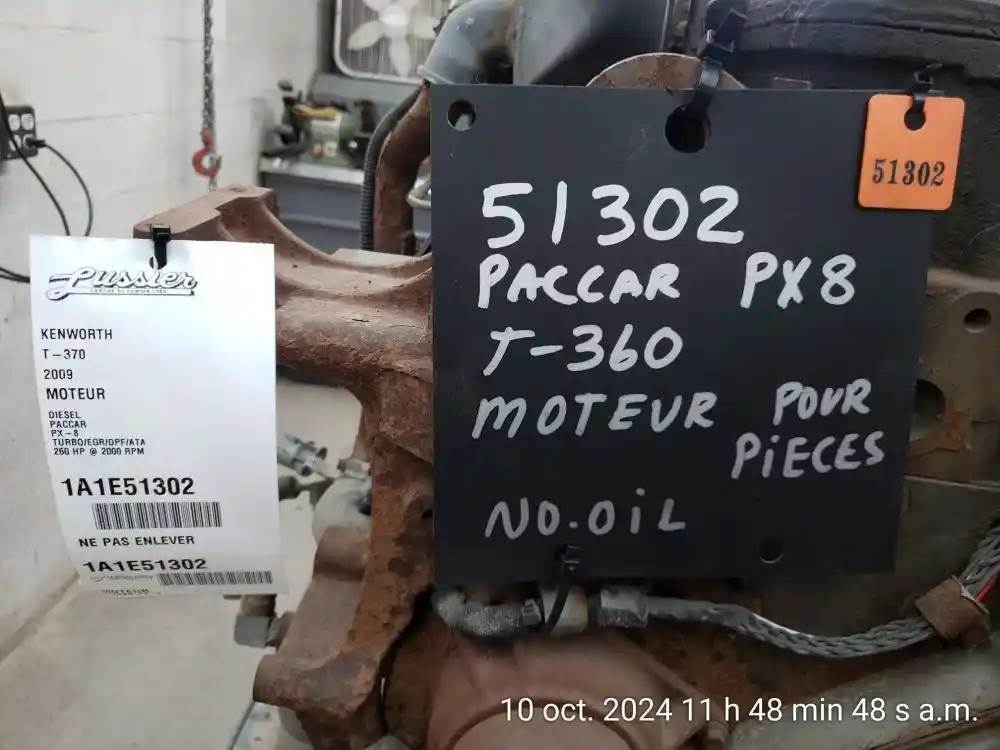 Lussier
KENWORTH
T-370
2009
MOTEUR
DIESEL
PACCAR
PX-8
TURBO/EGR/DPF/ATA
260 HP @ 2000 RPM
1A1E51302
NE PAS ENLEVER
1A1E51302
51302
PACCAR PX8
T-360
MOTEUR POUR
PIECES
NO.OIL
51302
10 oct. 2024 11 h 48 min 48 s a.m.